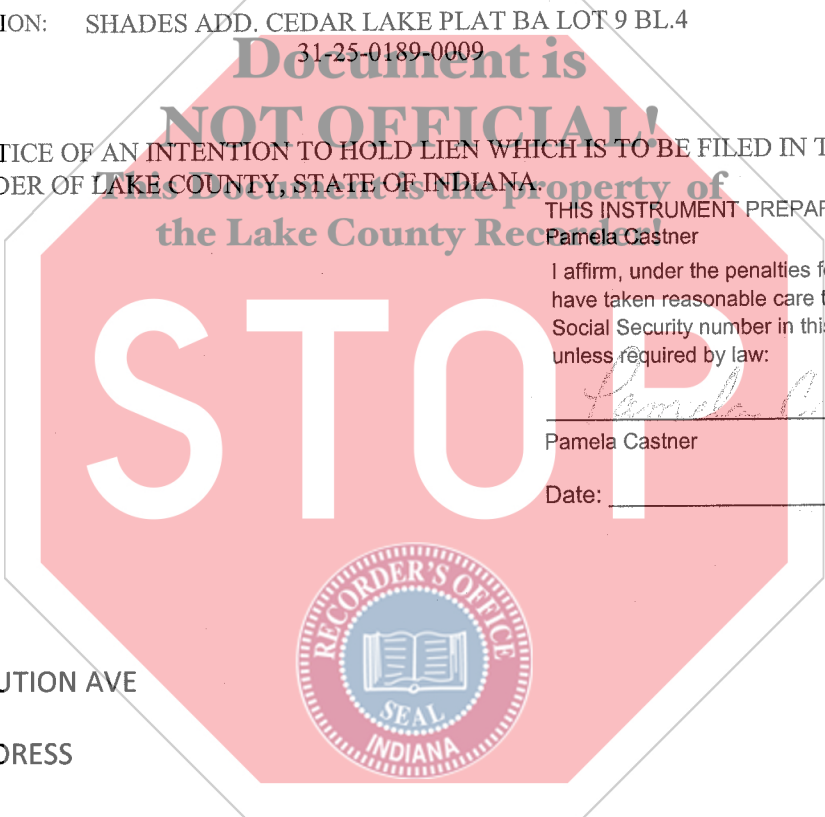 ION: SHADES ADD. CEDAR LAKE PLAT BA LOT 9 BL.4
31-25-0189-0009
Document is
NOT OFFICIAL!
TICE OF AN INTENTION TO HOLD LIEN WHICH IS TO BE FILED IN T
DER OF LAKE COUNTY, STATE OF INDIANA.
This Document is the property of
the Lake County Recorder!
THIS INSTRUMENT PREPAR
Pamela Castner
I affirm, under the penalties f
have taken reasonable care t
Social Security number in this
unless required by law:
Pamela C
Pamela Castner
Date:
STOP
RECORDER'S OFFICE
SEAL
INDIANA
UTION AVE
DRESS